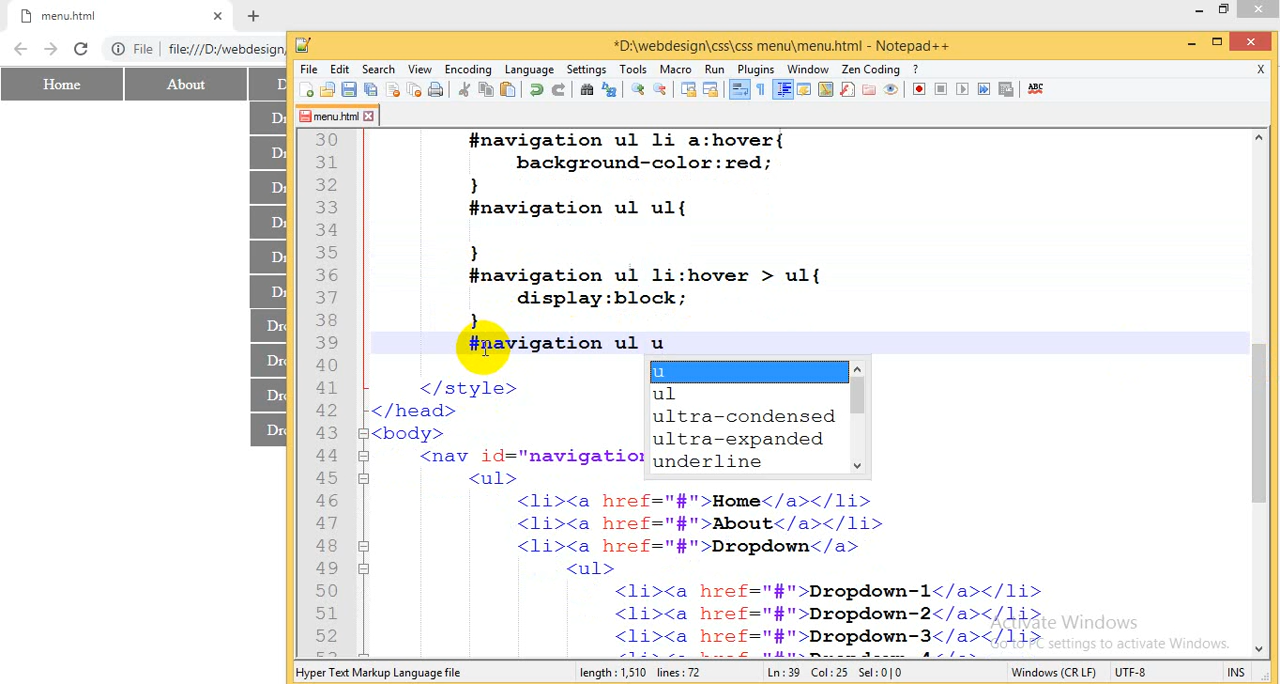 menu.html
File
file:///D:/webdesign/
Home
About
*D:\webdesign\css\css menu\menu.html - Notepad++
File Edit Search View Encoding Language Settings Tools Macro Run Plugins Window Zen Coding ?
X
menu.html
30 #navigation ul li a:hover{
31 background-color:red;
32 }
33 #navigation ul ul{
34
35 }
36 #navigation ul li:hover > ul{
37 display:block;
38 }
39 #navigation ul u
40
41 </style>
42 </head>
43 <body>
44 <nav id="navigation
45 <ul>
46 <li><a href="#">Home</a></li>
47 <li><a href="#">About</a></li>
48 <li><a href="#">Dropdown</a>
49 <ul>
50 <li><a href="#">Dropdown-1</a></li>
51 <li><a href="#">Dropdown-2</a></li>
52 <li><a href="#">Dropdown-3</a></li>
u
ul
ultra-condensed
ultra-expanded
underline
Activate Windows
Go to PC settings to activate Windows.
Hyper Text Markup Language file
length : 1,510 lines : 72
Ln : 39 Col : 25 Sel : 0 | 0
Windows (CR LF)
UTF-8
INS